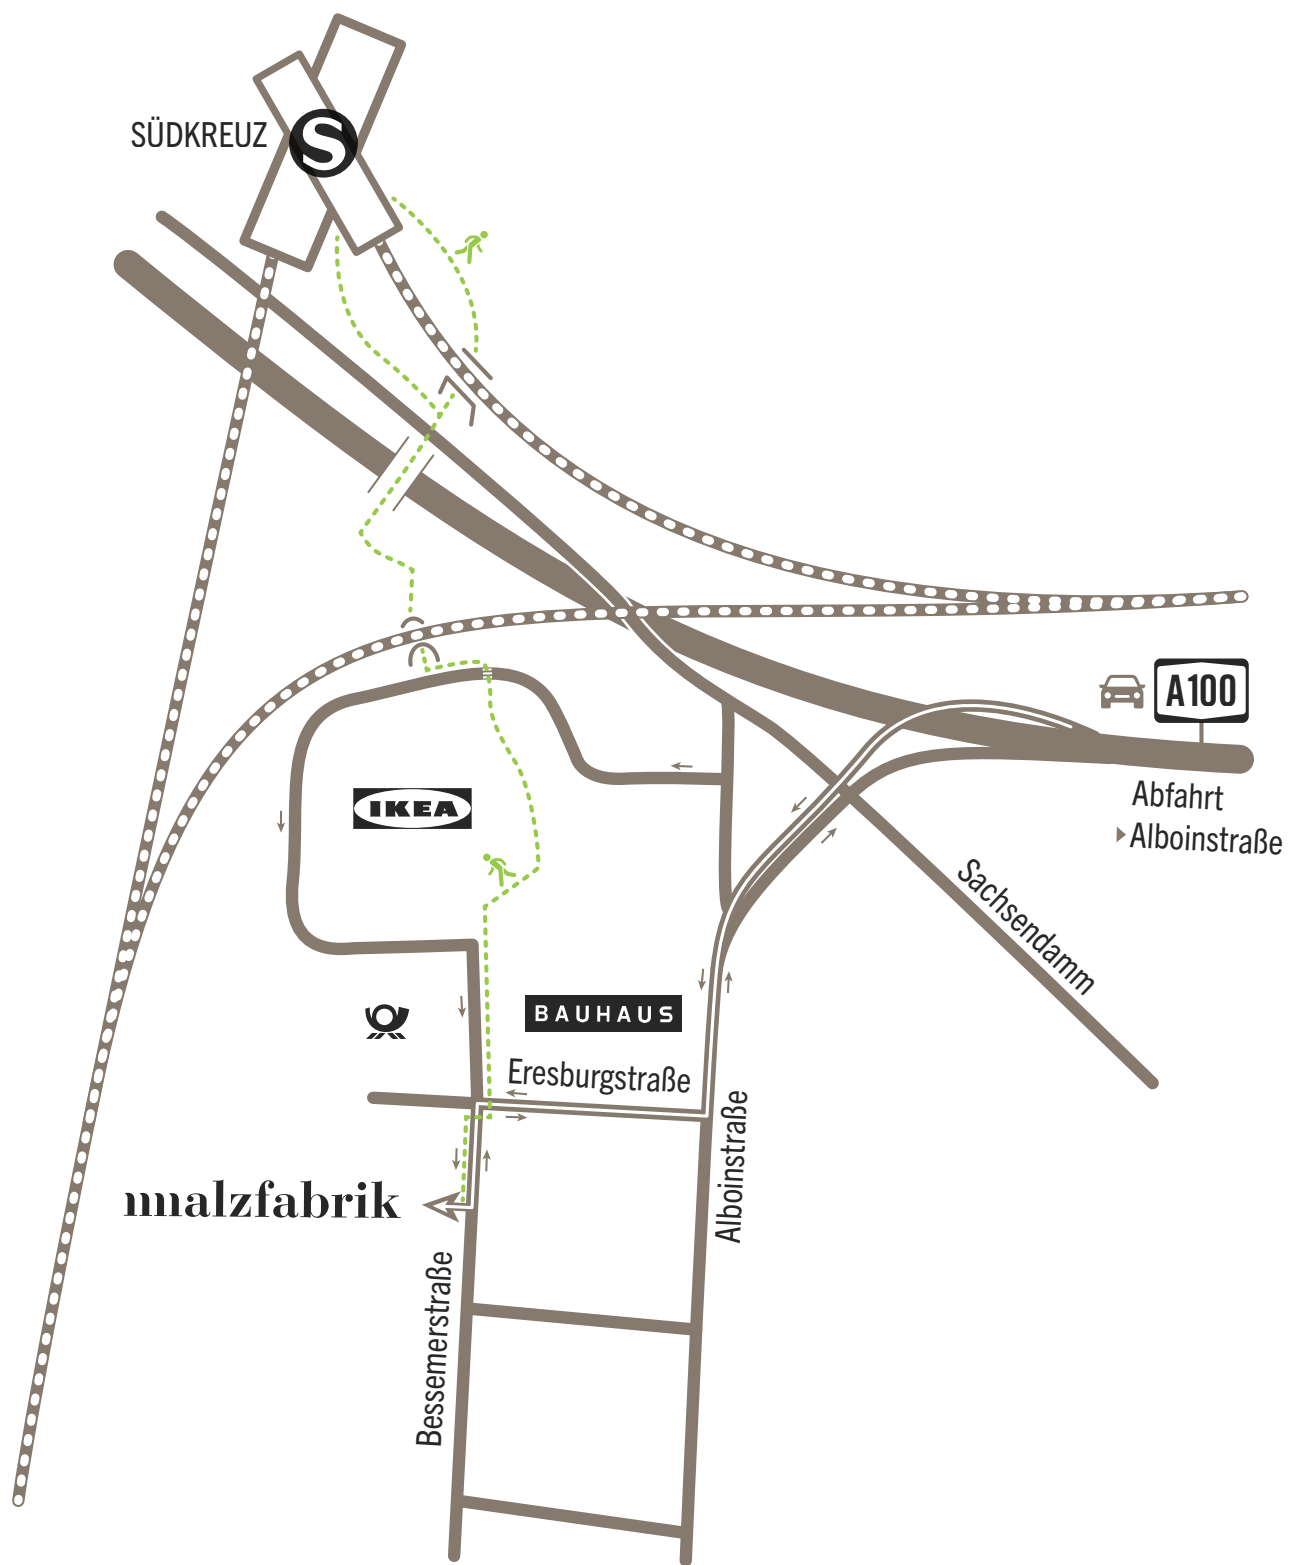 SÜDKREUZ
S
A100
Abfahrt
Alboinstraße
IKEA
Sachsendamm
BAUHAUS
Eresburgstraße
Alboinstraße
malzfabrik
Bessemerstraße